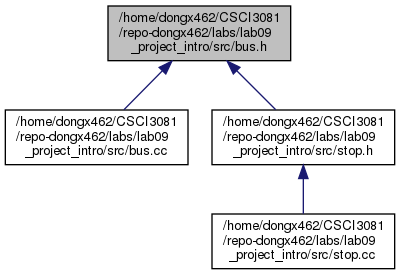 /home/dongx462/CSCI3081
/repo-dongx462/labs/lab09
_project_intro/src/bus.h
/home/dongx462/CSCI3081
/repo-dongx462/labs/lab09
_project_intro/src/bus.cc
/home/dongx462/CSCI3081
/repo-dongx462/labs/lab09
_project_intro/src/stop.h
/home/dongx462/CSCI3081
/repo-dongx462/labs/lab09
_project_intro/src/stop.cc